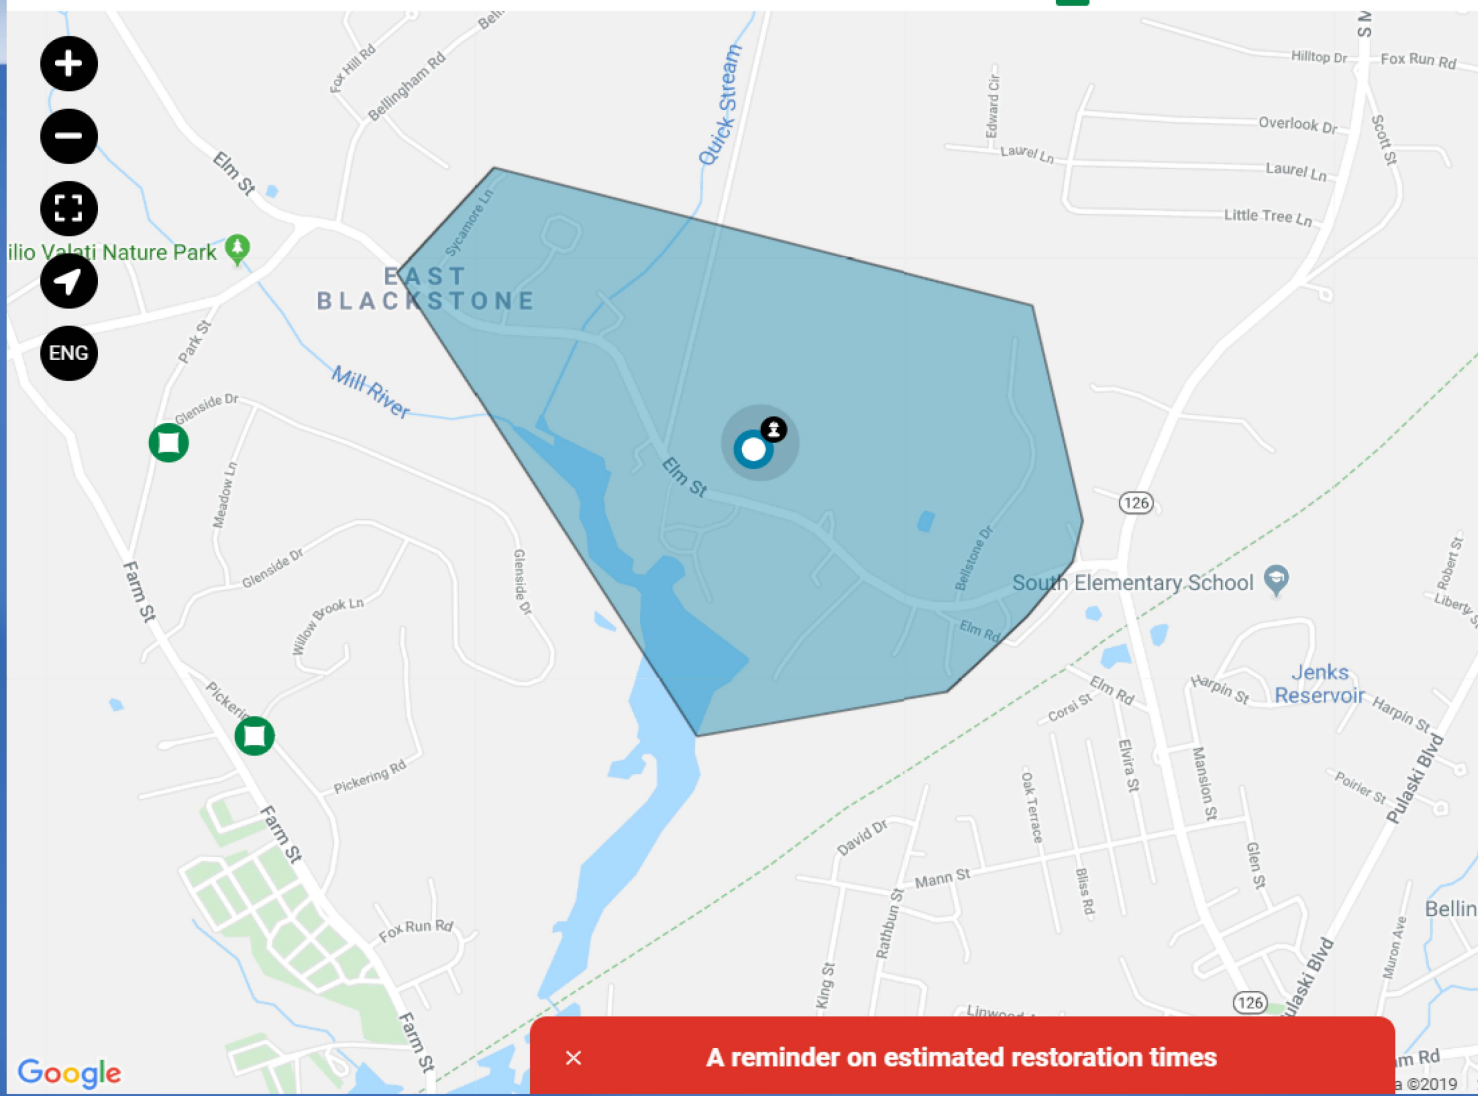 Bellingham Rd
Fox Hill Rd
Quick Stream
Hilltop Dr
Fox Run Rd
Edward Cir
Overlook Dr
Scott St
Laurel Ln
Laurel Ln
Elm St
Sycamore Ln
Little Tree Ln
Valati Nature Park
EAST
BLACKSTONE
ENG
Park St
Mill River
Glenside Dr
Meadow Ln
Elm St
126
Glenside Dr
Glenside Dr
Bellstone Dr
South Elementary School
Robert St
Liberty St
Farm St
Willow Brook Ln
Elm Rd
Jenks
Reservoir
Pickering
Elm Rd
Harpin St
Harpin St
Corsi St
Pulaski Blvd
Elvira St
Mansion St
Pickering Rd
Oak Terrace
Poirier St
Farm St
David Dr
Mann St
Bliss Rd
Glen St
Rathbun St
Fox Run Rd
Muron Ave
King St
126
Farm St
Google
× A reminder on estimated restoration times
©2019